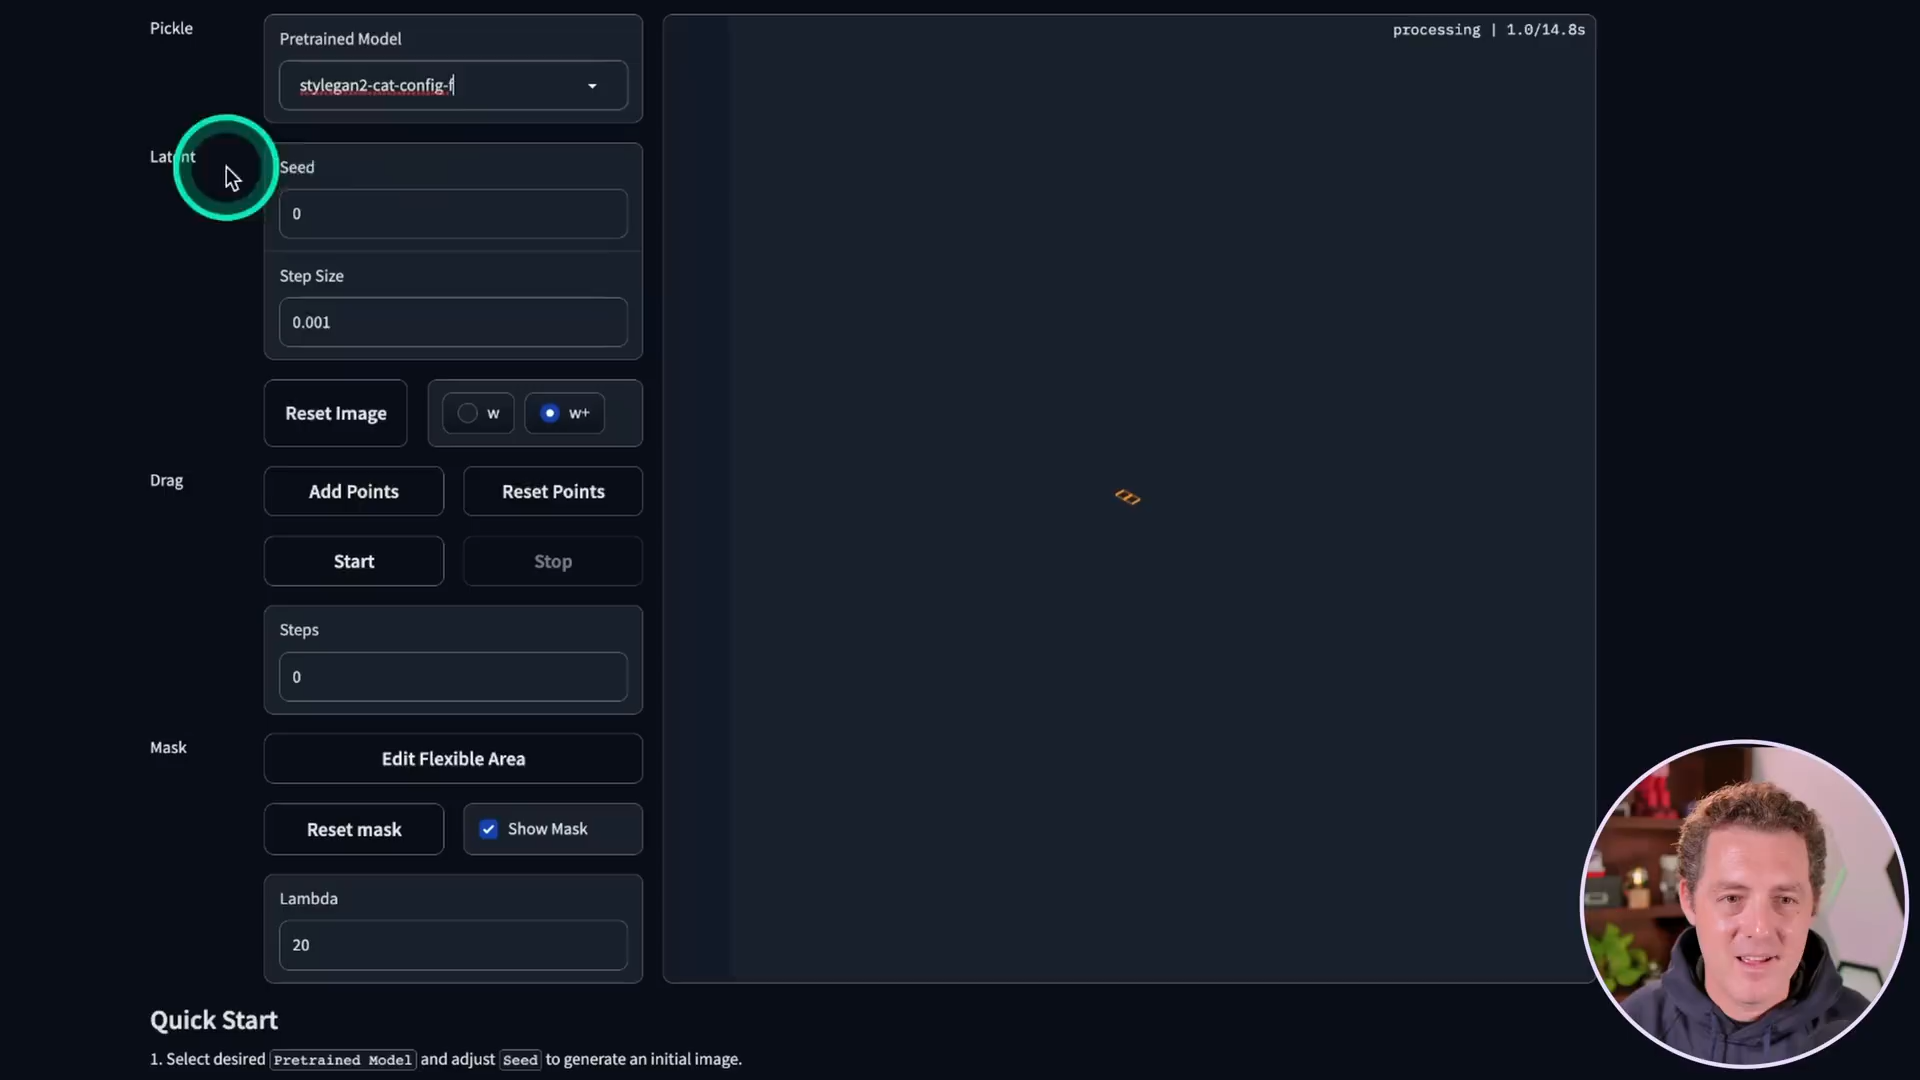 Pickle
Pretrained Model
processing | 1.0/14.8s
stylegan2-cat-config-f
Latent
Seed
0
Step Size
0.001
Reset Image
w
w+
Drag
Add Points
Reset Points
Start
Stop
Steps
0
Mask
Edit Flexible Area
Reset mask
Show Mask
Lambda
20
Quick Start
1. Select desired Pretrained Model and adjust Seed to generate an initial image.